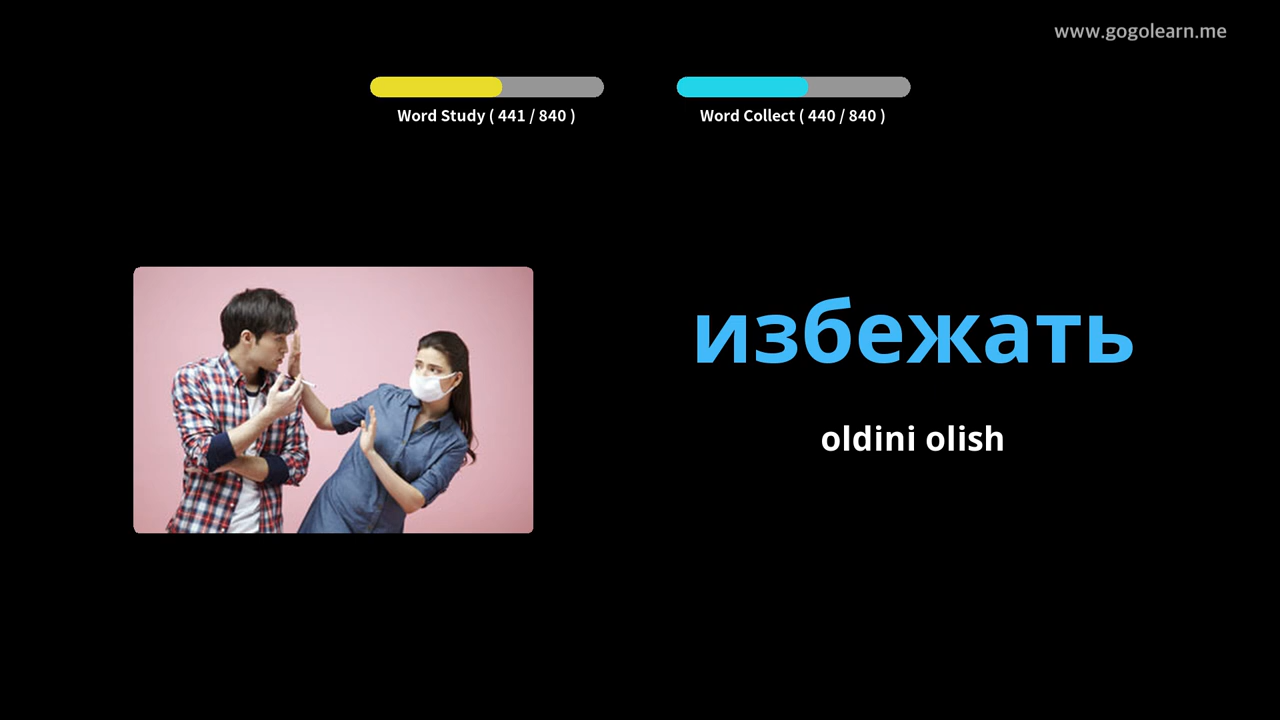 www.gogolearn.me
Word Study ( 441 / 840 )
Word Collect ( 440 / 840 )
избежать
oldini olish